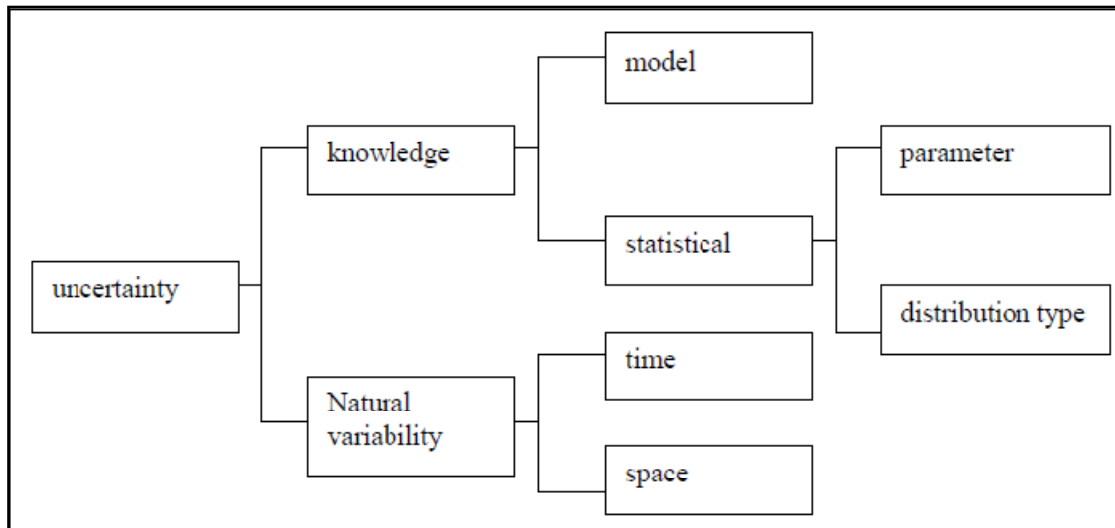 model
knowledge
parameter
statistical
uncertainty
distribution type
time
Natural
variability
space